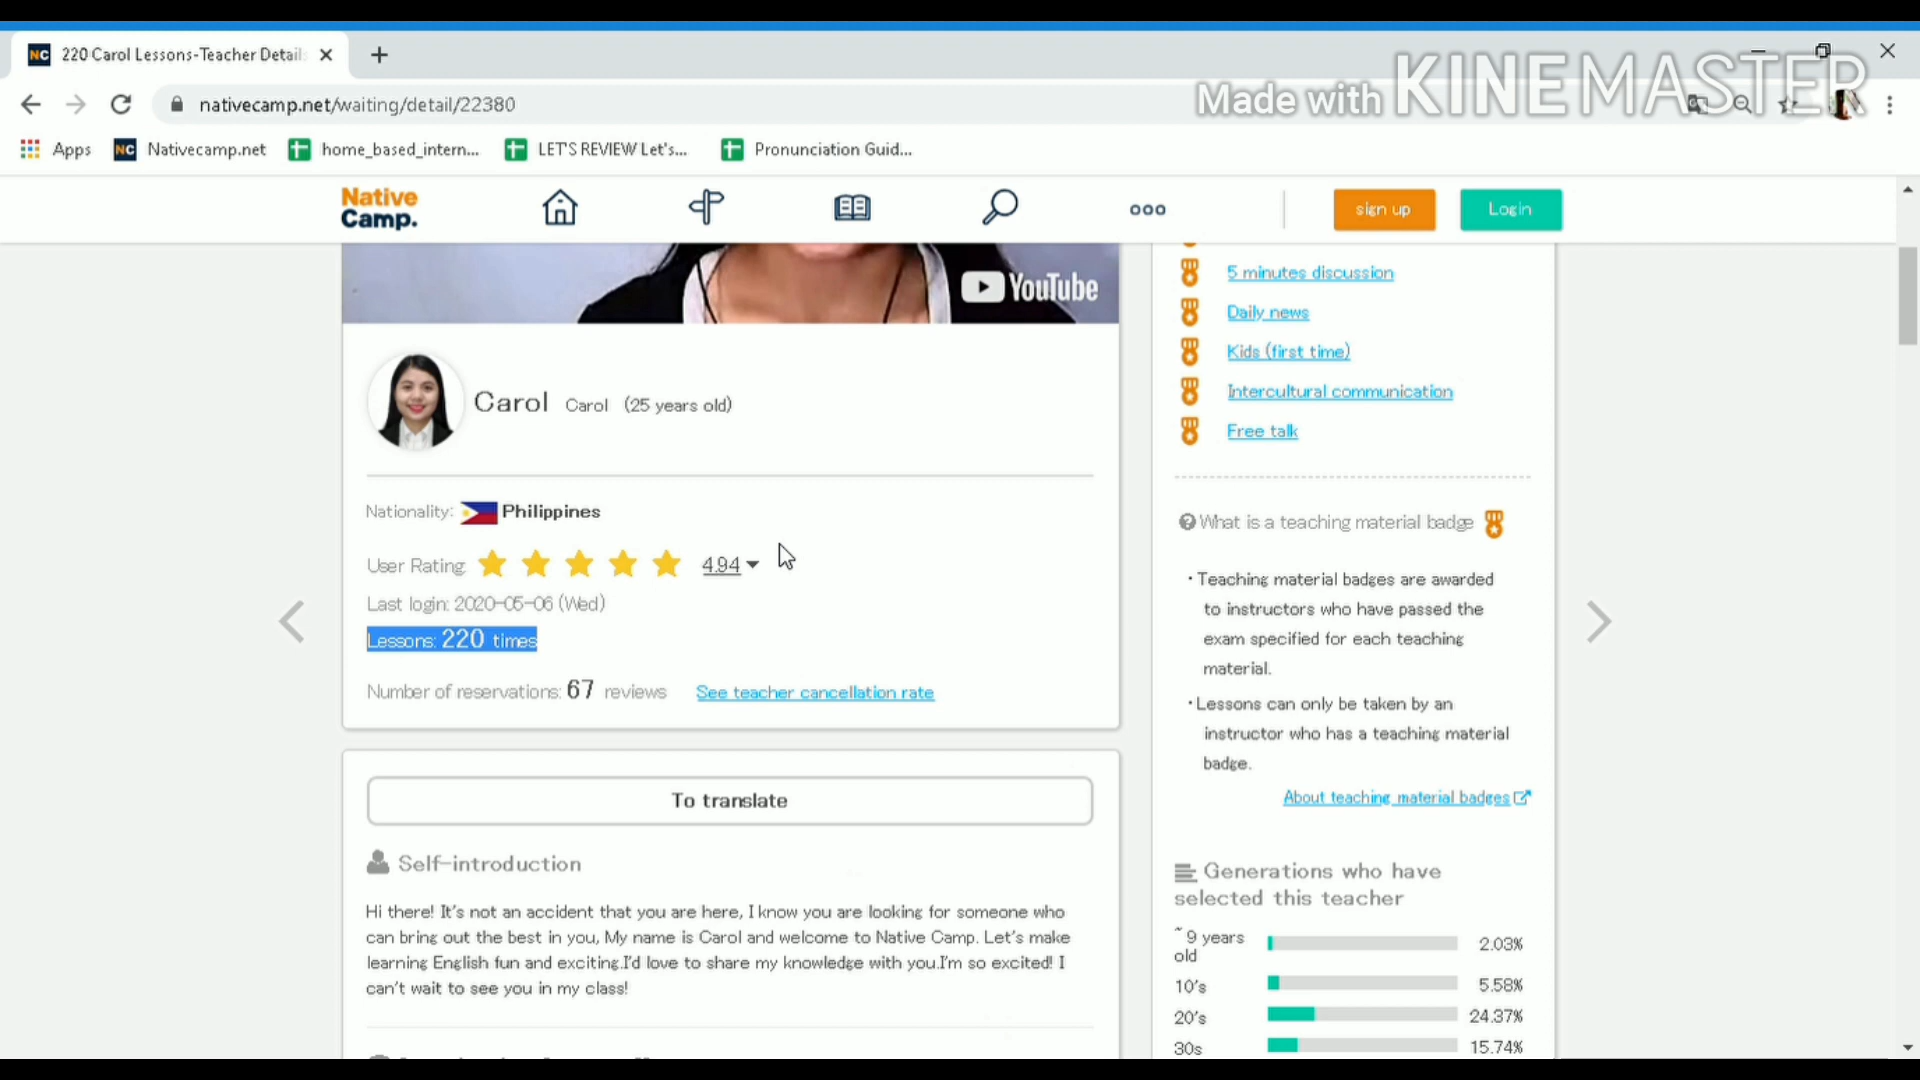 220 Carol Lessons-Teacher Details
Made with KINEMASTER
nativecamp.net/waiting/detail/22380
Apps
NC
Nativecamp.net
home_based_intern...
LET'S REVIEW Let's...
Pronunciation Guid...
Native
Camp.
sign up
Login
YouTube
Carol Carol (25 years old)
Nationality: Philippines
User Rating 4.94
Last login: 2020-05-06 (Wed)
Lessons: 220 times
Number of reservations: 67 reviews See teacher cancellation rate
To translate
Self-introduction
Hi there! It's not an accident that you are here, I know you are looking for someone who
can bring out the best in you, My name is Carol and welcome to Native Camp. Let's make
learning English fun and exciting.I'd love to share my knowledge with you.I'm so excited! I
can't wait to see you in my class!
5 minutes discussion
Daily news
Kids (first time)
Intercultural communication
Free talk
What is a teaching material badge
・Teaching material badges are awarded
to instructors who have passed the
exam specified for each teaching
material.
・Lessons can only be taken by an
instructor who has a teaching material
badge.
About teaching material badges
Generations who have
selected this teacher
~9 years
old 2.03%
10's 5.58%
20's 24.37%
30s 15.74%